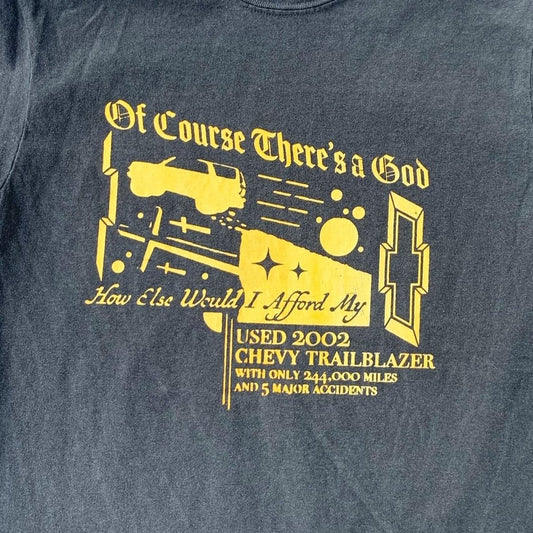 Of Course There's a God
How Else Would I Afford My
USED 2002
CHEVY TRAILBLAZER
WITH ONLY 244,000 MILES
AND 5 MAJOR ACCIDENTS